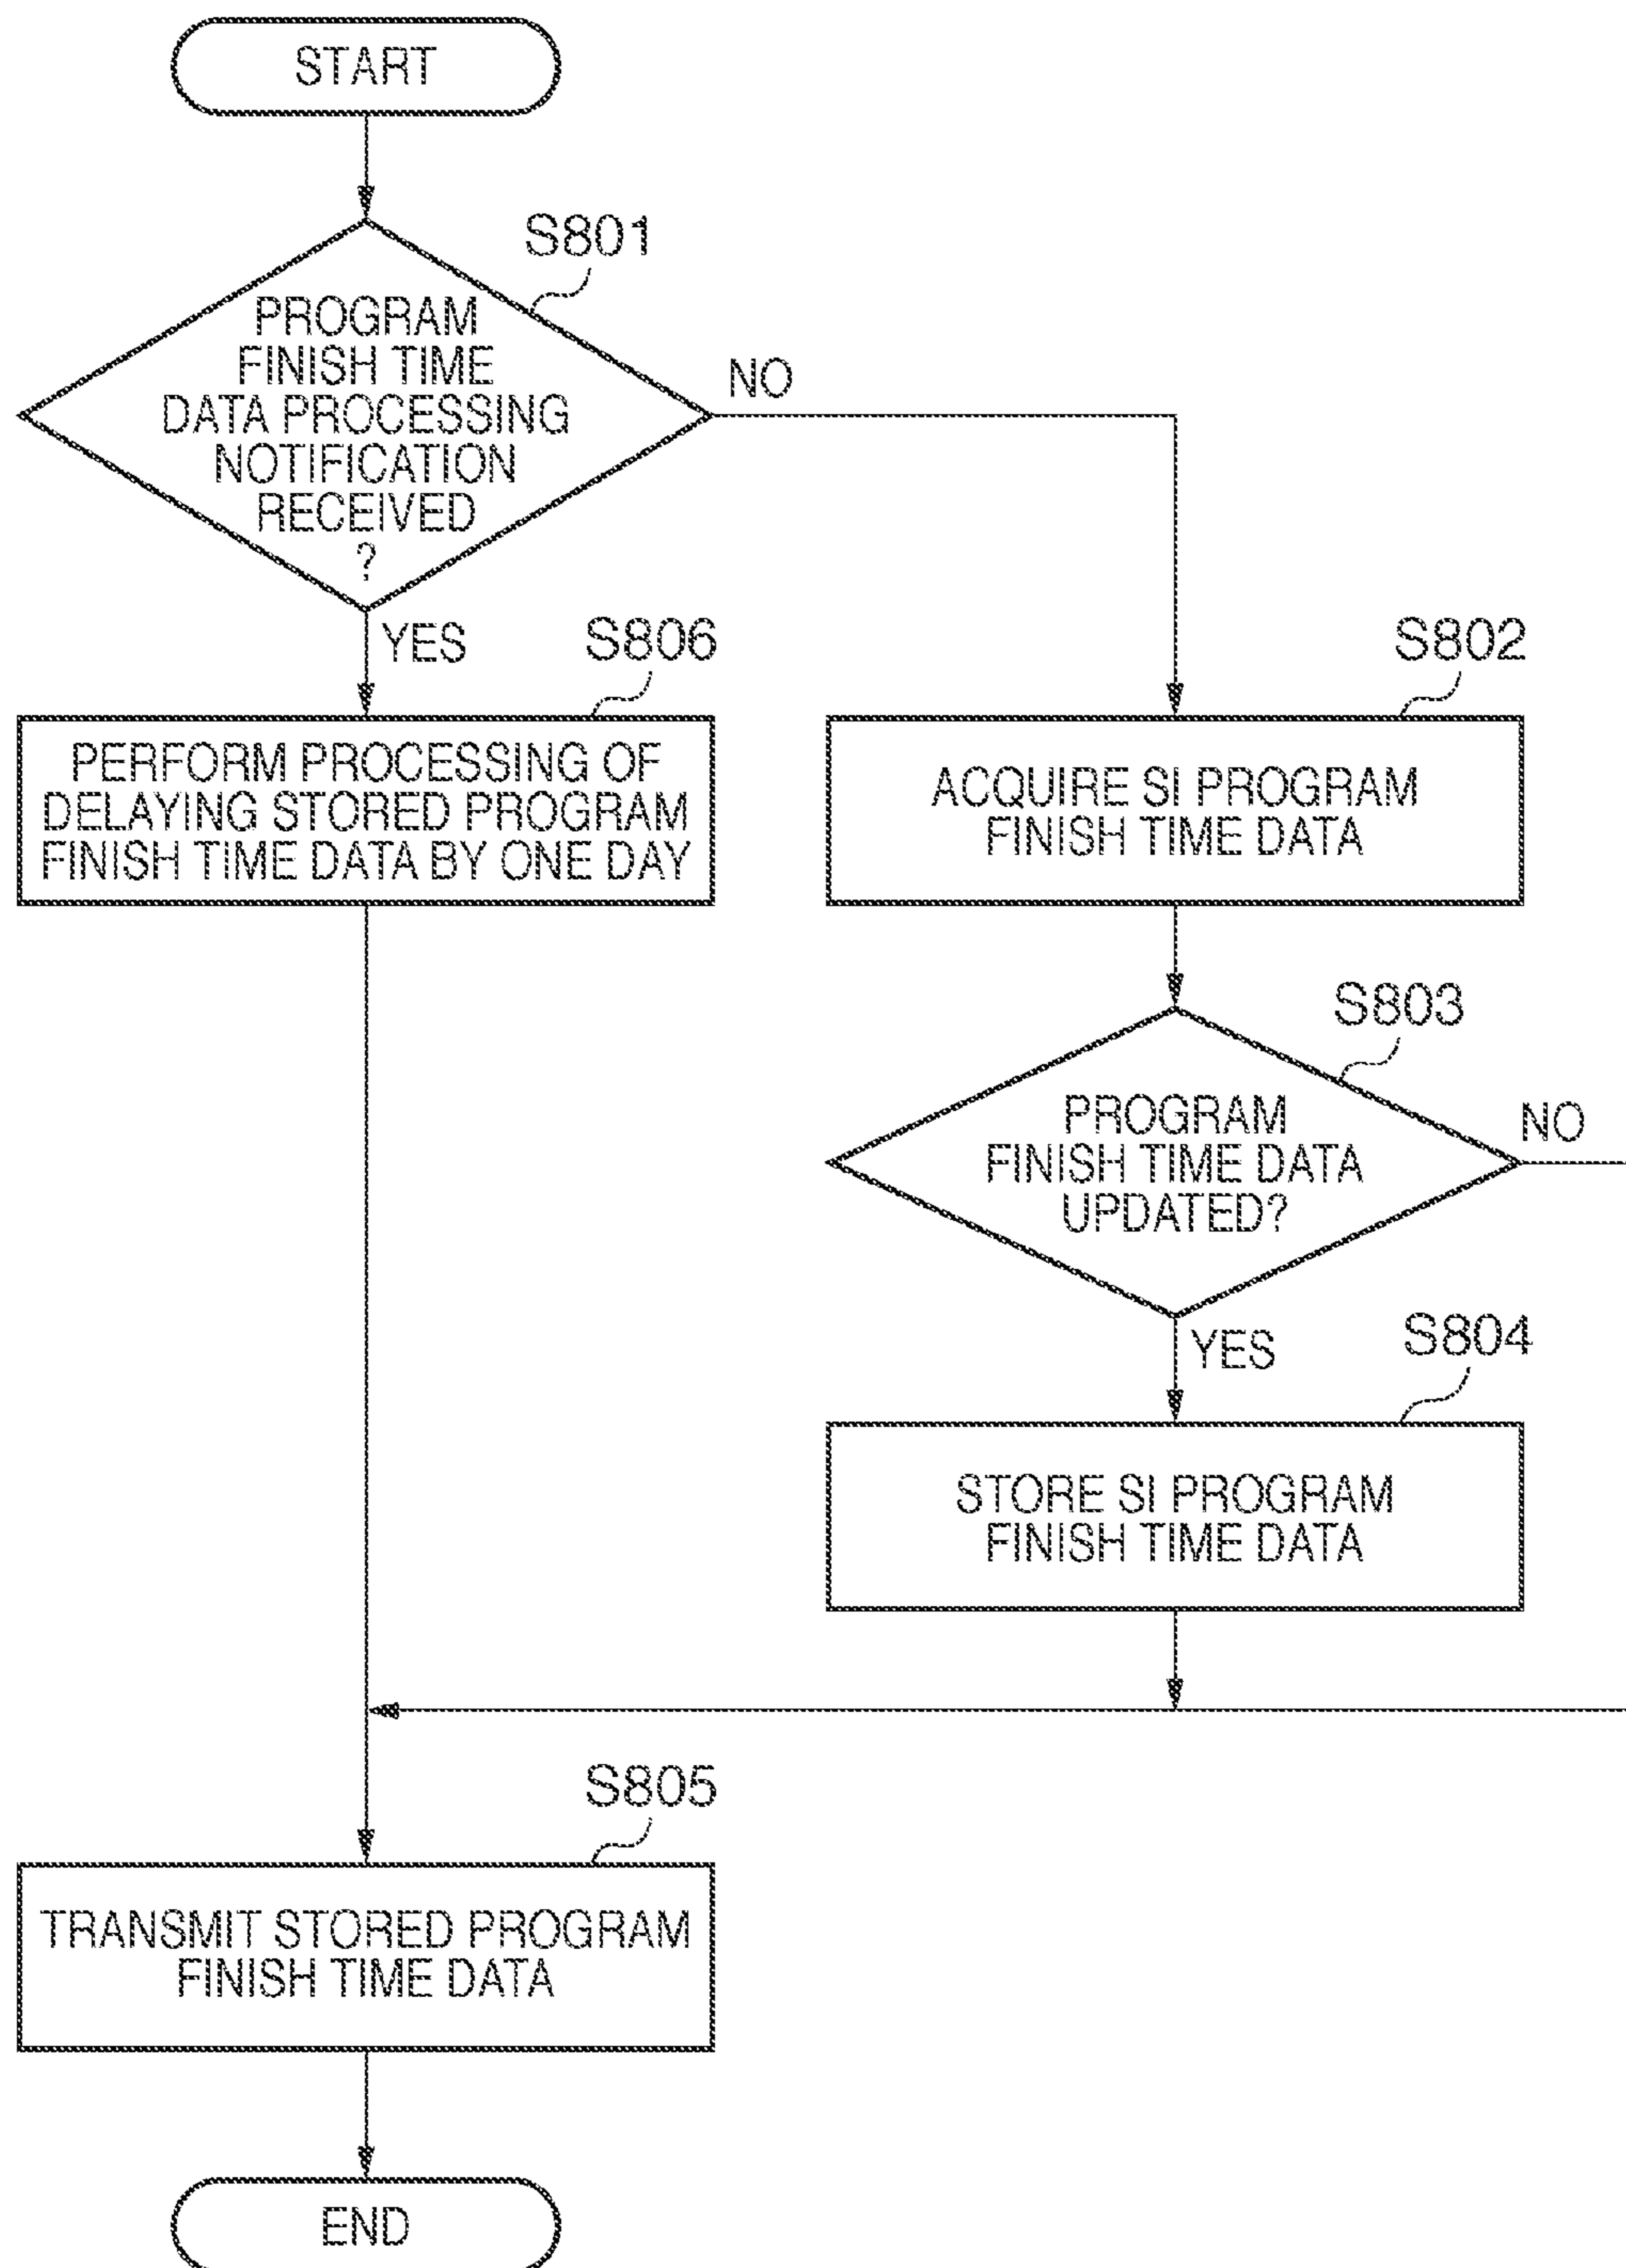 START
S801
PROGRAM
FINISH TIME
DATA PROCESSING
NOTIFICATION
RECEIVED
?
NO
YES
S806
S802
PERFORM PROCESSING OF
DELAYING STORED PROGRAM
FINISH TIME DATA BY ONE DAY
ACQUIRE SI PROGRAM
FINISH TIME DATA
S803
PROGRAM
FINISH TIME DATA
UPDATED?
NO
YES
S804
STORE SI PROGRAM
FINISH TIME DATA
S805
TRANSMIT STORED PROGRAM
FINISH TIME DATA
END